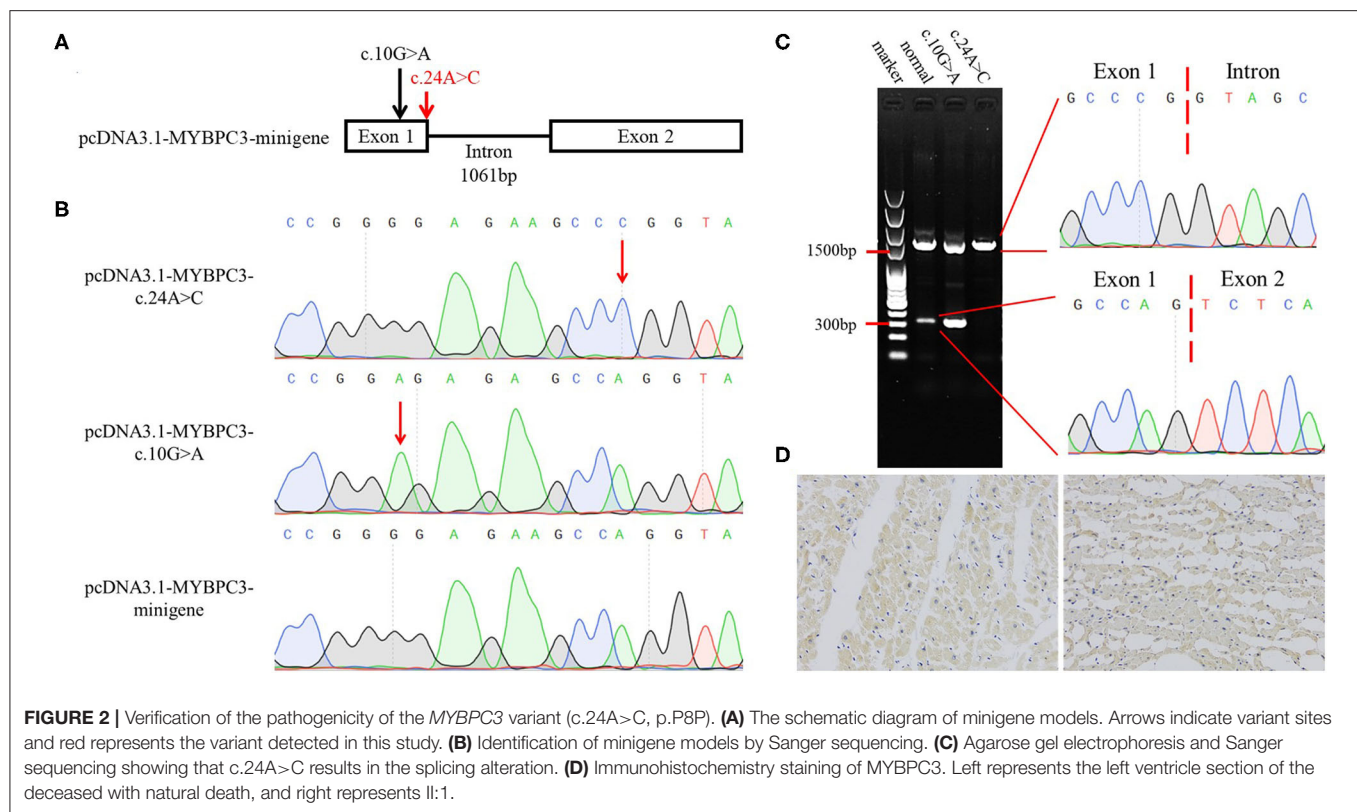 A
c.10G>A
c.24A>C
pcDNA3.1-MYBPC3-minigene
Exon 1
Exon 2
Intron
1061bp
B
C C G G G G A G A A G C C C G G T A
pcDNA3.1-MYBPC3-
c.24A>C
C C G G A G A G A G C C A G G T A
pcDNA3.1-MYBPC3-
c.10G>A
C C G G G G A G A A G C C A G G T A
pcDNA3.1-MYBPC3-
minigene
C
marker
normal
c.10G>A
c.24A>C
1500bp
300bp
Exon 1 Intron
G C C C G G T A G C
Exon 1 Exon 2
G C C A G T C T C A
D
FIGURE 2 | Verification of the pathogenicity of the MYBPC3 variant (c.24A>C, p.P8P). (A) The schematic diagram of minigene models. Arrows indicate variant sites
and red represents the variant detected in this study. (B) Identification of minigene models by Sanger sequencing. (C) Agarose gel electrophoresis and Sanger
sequencing showing that c.24A>C results in the splicing alteration. (D) Immunohistochemistry staining of MYBPC3. Left represents the left ventricle section of the
deceased with natural death, and right represents II:1.